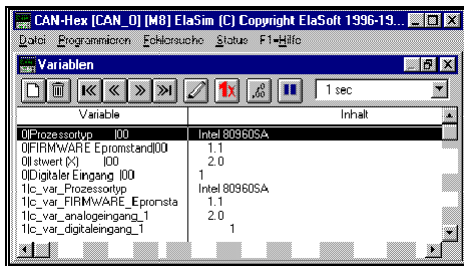 CAN-Hex [CAN_0] [M8] ElaSim (C) Copyright ElaSoft 1996-19...
Datei Programmieren Fehlersuche Status F1=Hilfe
Variablen
1x ,00 1 sec
Variable Inhalt
0|Prozessortyp |00 Intel 80960SA
0|FIRMWARE Epromstand|00 1.1
0|Istwert (X) |00 2.0
0|Digitaler Eingang |00 1
1|c_var_Prozessortyp Intel 80960SA
1|c_var_FIRMWARE_Epromsta 1.1
1|c_var_analogeingang_1 2.0
1|c_var_digitaleingang_1 1